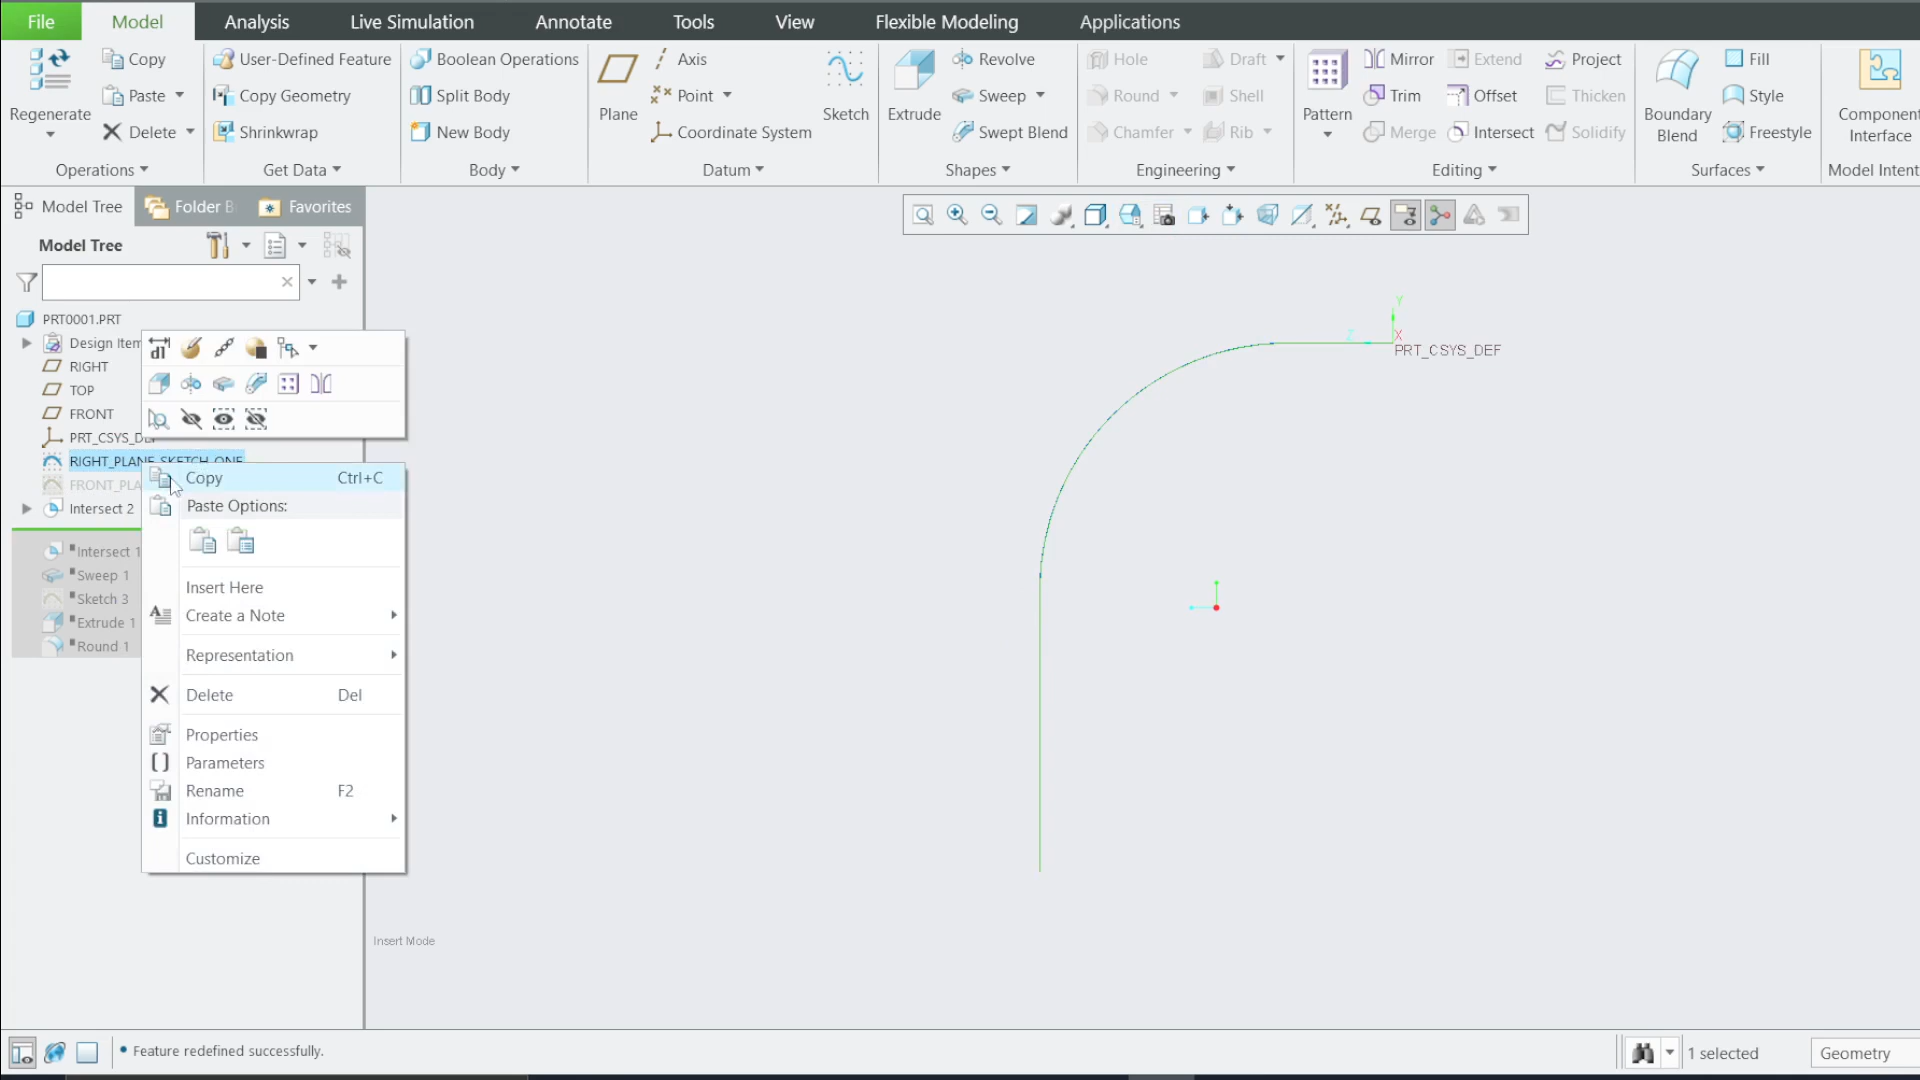 File Model Analysis Live Simulation Annotate Tools View Flexible Modeling Applications
Regenerate
Copy
Paste
Delete
Operations
User-Defined Feature
Copy Geometry
Shrinkwrap
Get Data
Boolean Operations
Split Body
New Body
Body
Plane
Axis
Point
Coordinate System
Sketch
Datum
Extrude
Revolve
Sweep
Swept Blend
Shapes
Hole
Draft
Round
Shell
Chamfer
Rib
Engineering
Pattern
Mirror
Extend
Project
Trim
Offset
Thicken
Merge
Intersect
Solidify
Editing
Boundary
Blend
Fill
Style
Freestyle
Surfaces
Component
Interface
Model Intent
Model Tree
Folder B
Favorites
Model Tree
PRT0001.PRT
Design Item
RIGHT
TOP
FRONT
PRT_CSYS_DEF
RIGHT_PLANE_SKETCH_ONE
FRONT_PLA
Intersect 2
Intersect 1
Sweep 1
Sketch 3
Extrude 1
Round 1
Copy Ctrl+C
Paste Options:
Insert Here
Create a Note
Representation
Delete Del
Properties
Parameters
Rename F2
Information
Customize
Y
Z
X
PRT_CSYS_DEF
Insert Mode
Feature redefined successfully.
1 selected
Geometry